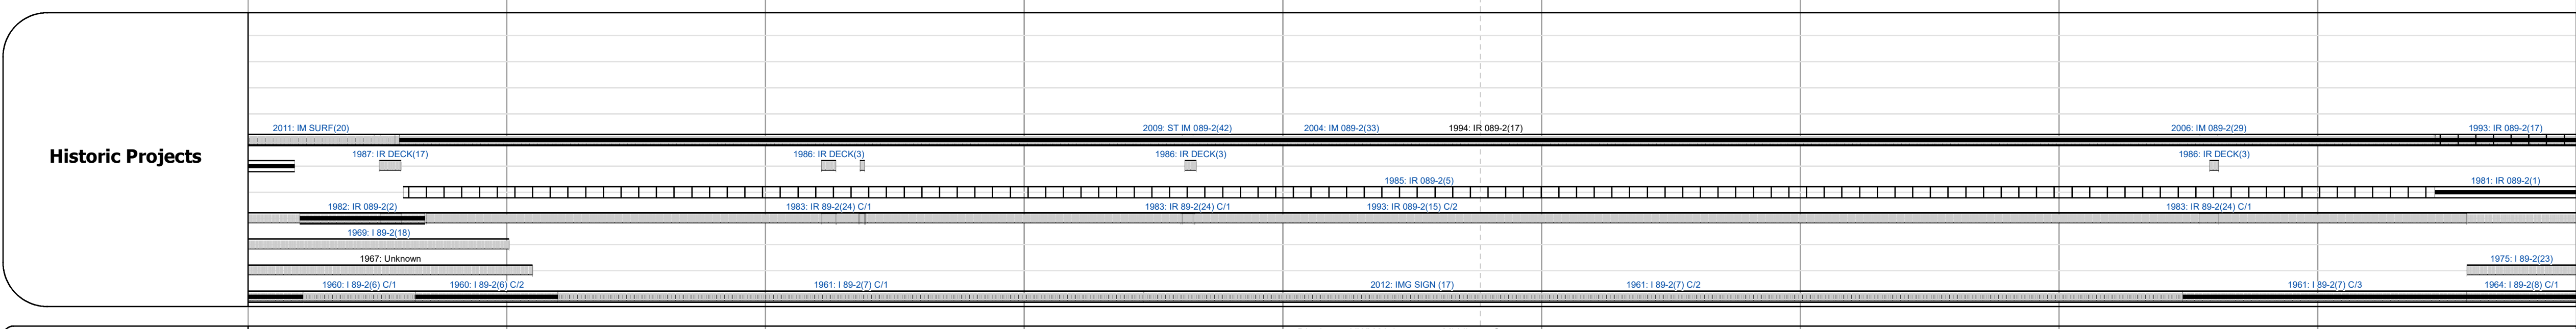 Historic Projects
2011: IM SURF(20) 2009: ST IM 089-2(42) 2004: IM 089-2(33) 1994: IR 089-2(17) 2006: IM 089-2(29) 1993: IR 089-2(17)
1987: IR DECK(17) 1986: IR DECK(3) 1986: IR DECK(3) 1986: IR DECK(3)
1985: IR 089-2(5) 1981: IR 089-2(1)
1982: IR 089-2(2) 1983: IR 89-2(24) C/1 1983: IR 89-2(24) C/1 1993: IR 089-2(15) C/2 1983: IR 89-2(24) C/1
1969: I 89-2(18)
1967: Unknown 1975: I 89-2(23)
1960: I 89-2(6) C/1 1960: I 89-2(6) C/2 1961: I 89-2(7) C/1 2012: IMG SIGN (17) 1961: I 89-2(7) C/2 1961: I 89-2(7) C/3 1964: I 89-2(8) C/1